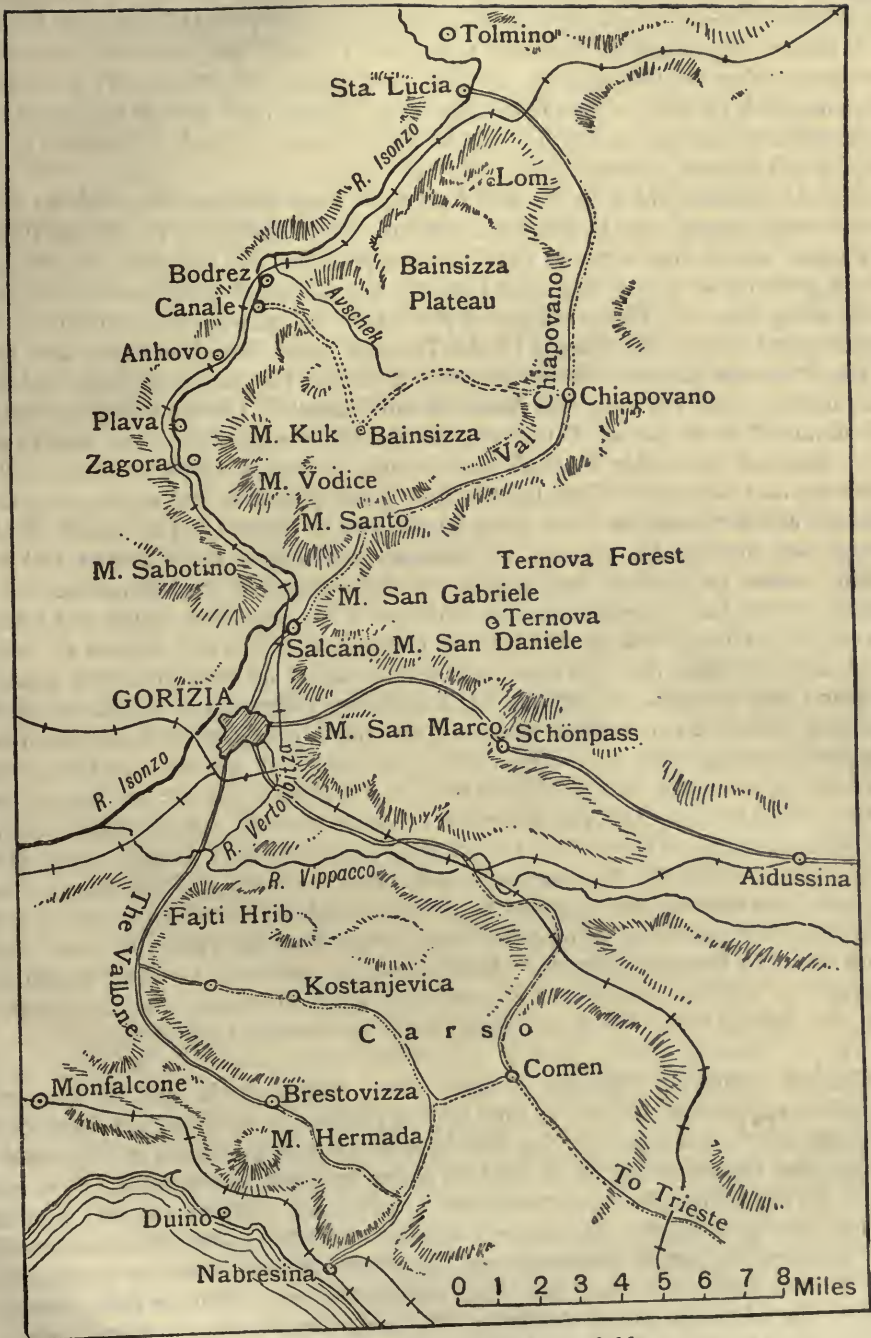 Tolmino
Sta. Lucia
R. Isonzo
Lom
Bodrez
Bainsizza
Plateau
Canale
Avschek
Anhovo
Val Chiapovano
Chiapovano
Plava
M. Kuk
Bainsizza
Zagora
M. Vodice
M. Santo
M. Sabotino
Ternova Forest
M. San Gabriele
Ternova
Salcano
M. San Daniele
GORIZIA
M. San Marco
Schönpass
R. Isonzo
R. Vertoibitza
R. Vippacco
Aidussina
The Vallone
Fajti Hrib
Kostanjevica
Carso
Comen
Monfalcone
Brestovizza
M. Hermada
To Trieste
Duino
Nabresina
0 1 2 3 4 5 6 7 8 Miles